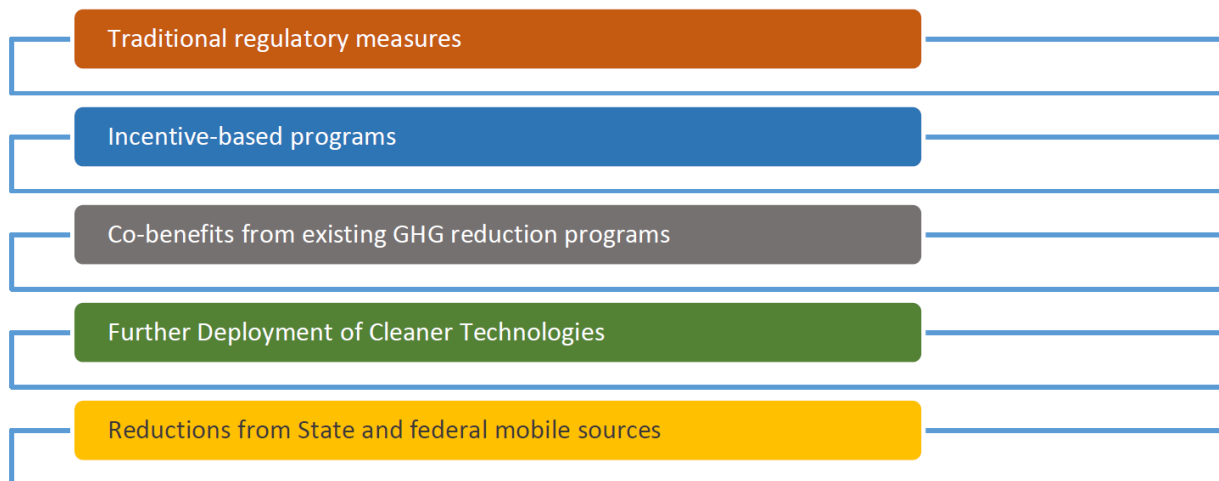 Traditional regulatory measures
Incentive-based programs
Co-benefits from existing GHG reduction programs
Further Deployment of Cleaner Technologies
Reductions from State and federal mobile sources